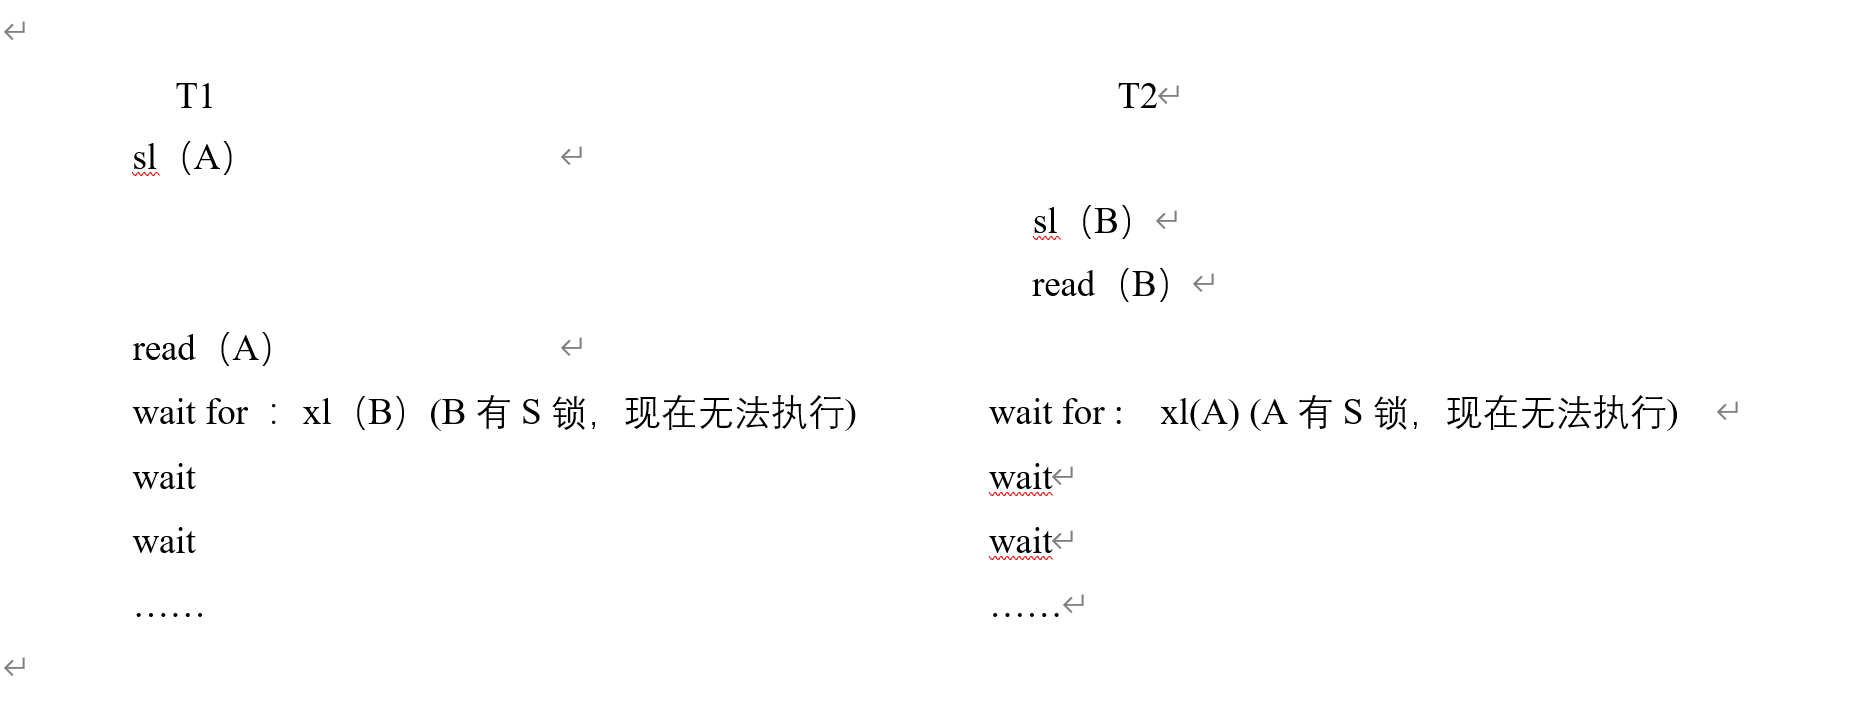 T1 T2
sl（A）
sl（B）
read（B）
read（A）
wait for ： xl（B）(B 有 S 锁，现在无法执行) wait for : xl(A) (A 有 S 锁，现在无法执行)
wait wait
wait wait
…… ……